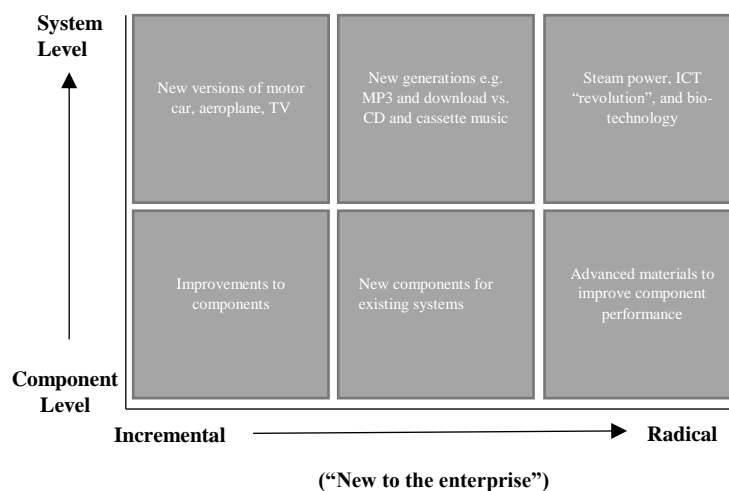 System
Level
New versions of motor
car, aeroplane, TV
New generations e.g.
MP3 and download vs.
CD and cassette music
Steam power, ICT
“revolution”, and bio-
technology
Improvements to
components
New components for
existing systems
Advanced materials to
improve component
performance
Component
Level
Incremental
Radical
(“New to the enterprise”)